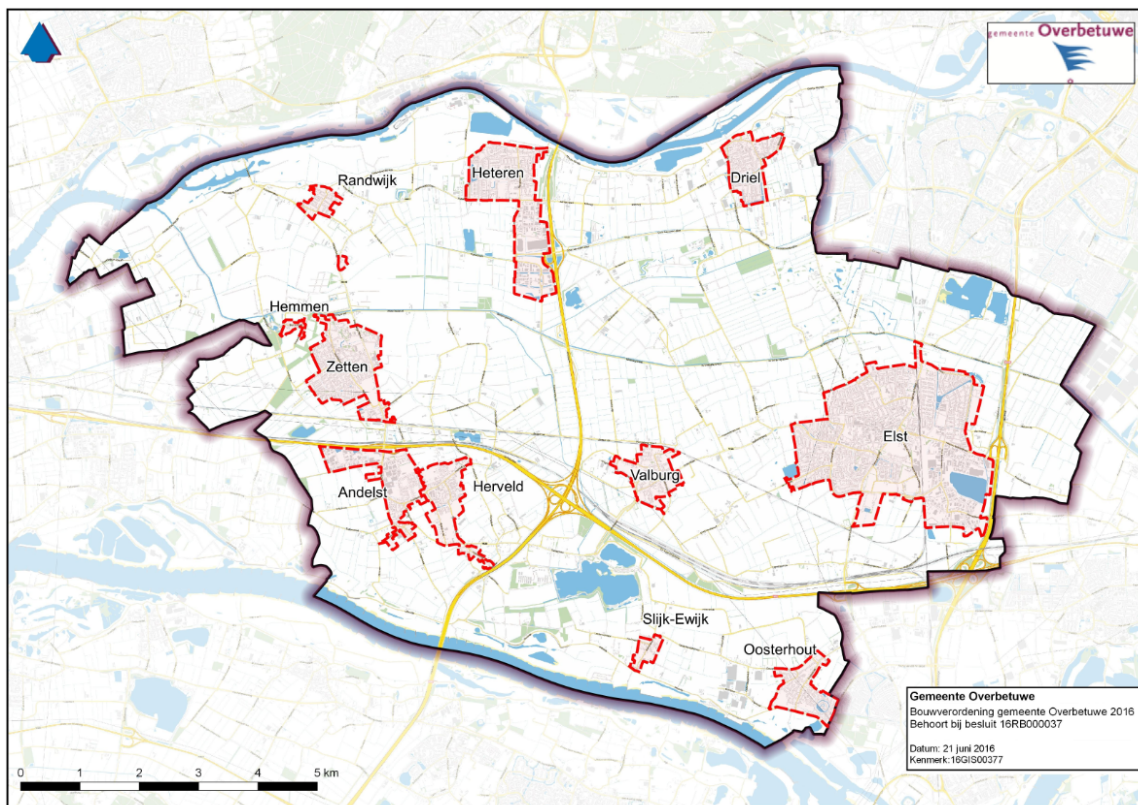 gemeente Overbetuwe
Randwijk
Heteren
Driel
Hemmen
Zetten
Elst
Andelst
Herveld
Valburg
Slijk-Ewijk
Oosterhout
Gemeente Overbetuwe
Bouwverordening gemeente Overbetuwe 2016
Behoort bij besluit 16RB000037
Datum: 21 juni 2016
Kenmerk:16GIS00377
0 1 2 3 4 5 km